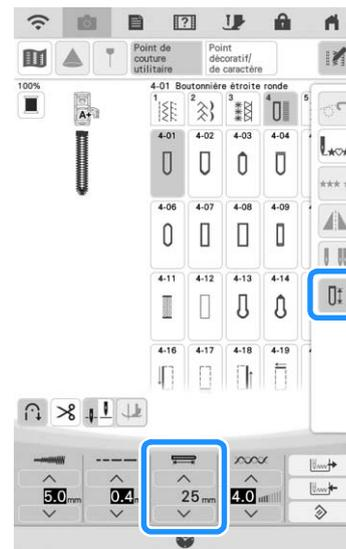 Point de
couture
utilitaire
Point
décoratif/
de caractère
100%
4-01 Boutonnière étroite ronde
A+
1
2
3
4
5
4-01
4-02
4-03
4-04
4-06
4-07
4-08
4-09
4-11
4-12
4-13
4-14
4-16
4-17
4-18
4-19
5.0 mm
0.4
25 mm
4.0